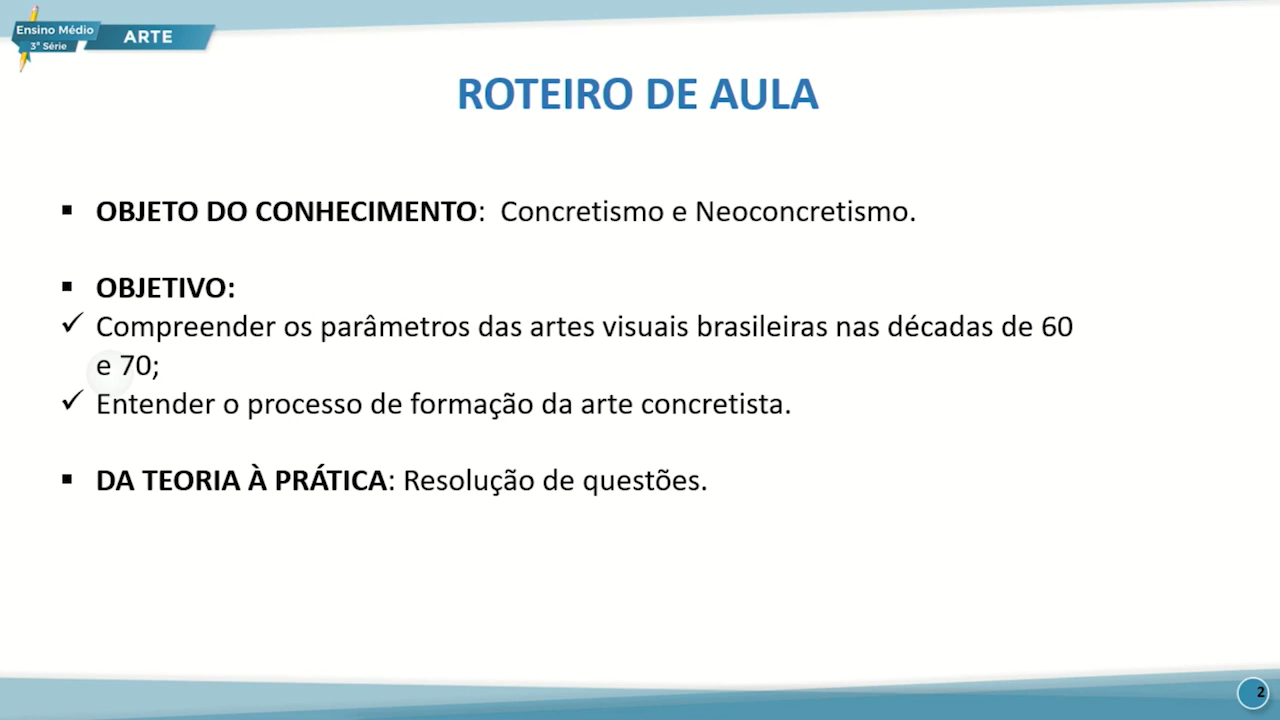 Ensino Médio
3ª Série
ARTE
ROTEIRO DE AULA
▪ OBJETO DO CONHECIMENTO: Concretismo e Neoconcretismo.
▪ OBJETIVO:
✓ Compreender os parâmetros das artes visuais brasileiras nas décadas de 60
e 70;
✓ Entender o processo de formação da arte concretista.
▪ DA TEORIA À PRÁTICA: Resolução de questões.
2